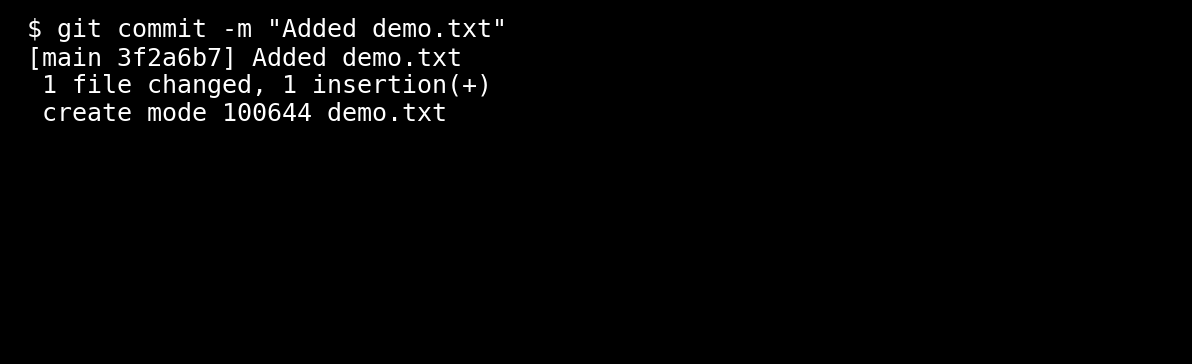 $ git commit -m "Added demo.txt"
[main 3f2a6b7] Added demo.txt
 1 file changed, 1 insertion(+)
 create mode 100644 demo.txt